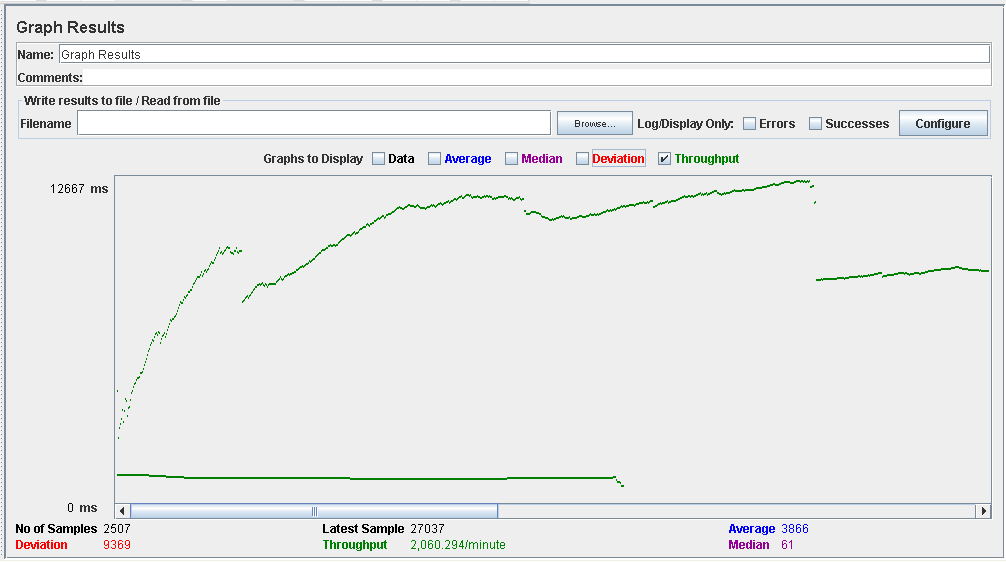 Graph Results
Name: Graph Results
Comments:
Write results to file / Read from file
Filename Browse... Log/Display Only: Errors Successes Configure
Graphs to Display Data Average Median Deviation Throughput
12667 ms
0 ms
No of Samples 2507 Latest Sample 27037 Average 3866
Deviation 9369 Throughput 2,060.294/minute Median 61